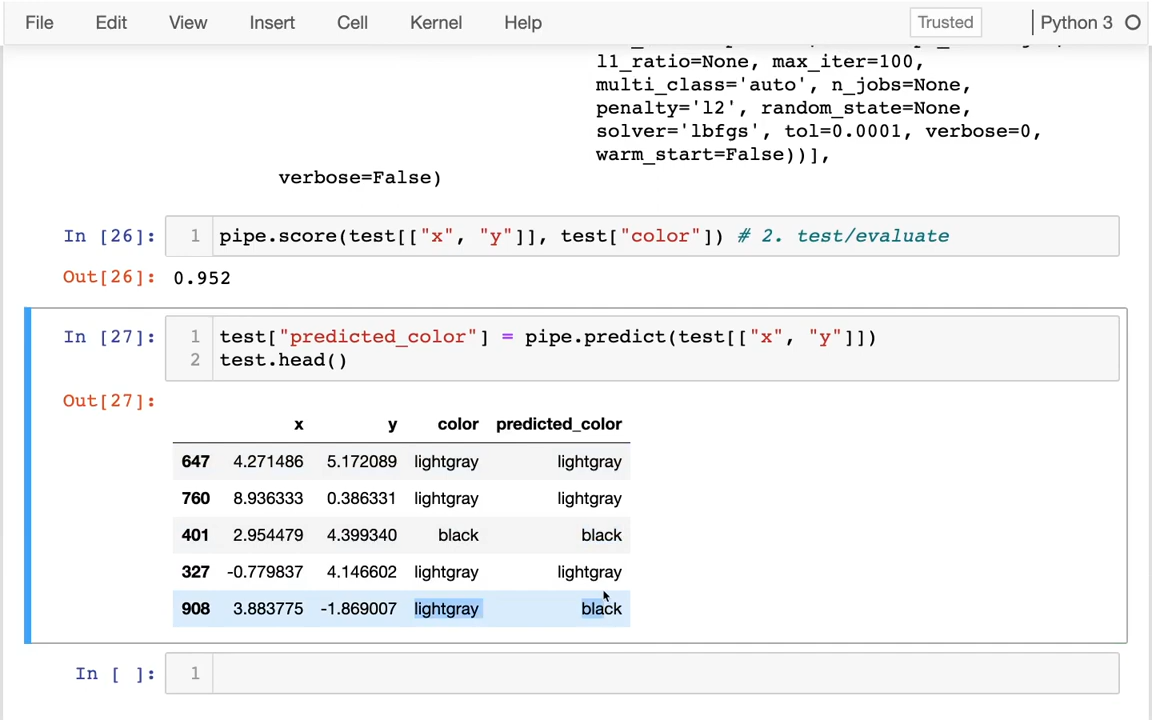 File Edit View Insert Cell Kernel Help Trusted Python 3
l1_ratio=None, max_iter=100,
multi_class='auto', n_jobs=None,
penalty='l2', random_state=None,
solver='lbfgs', tol=0.0001, verbose=0,
warm_start=False))],
verbose=False)
In [26]: 1 pipe.score(test[["x", "y"]], test["color"]) # 2. test/evaluate
Out[26]: 0.952
In [27]: 1 test["predicted_color"] = pipe.predict(test[["x", "y"]])
2 test.head()
Out[27]:
x y color predicted_color
647 4.271486 5.172089 lightgray lightgray
760 8.936333 0.386331 lightgray lightgray
401 2.954479 4.399340 black black
327 -0.779837 4.146602 lightgray lightgray
908 3.883775 -1.869007 lightgray black
In [ ]: 1